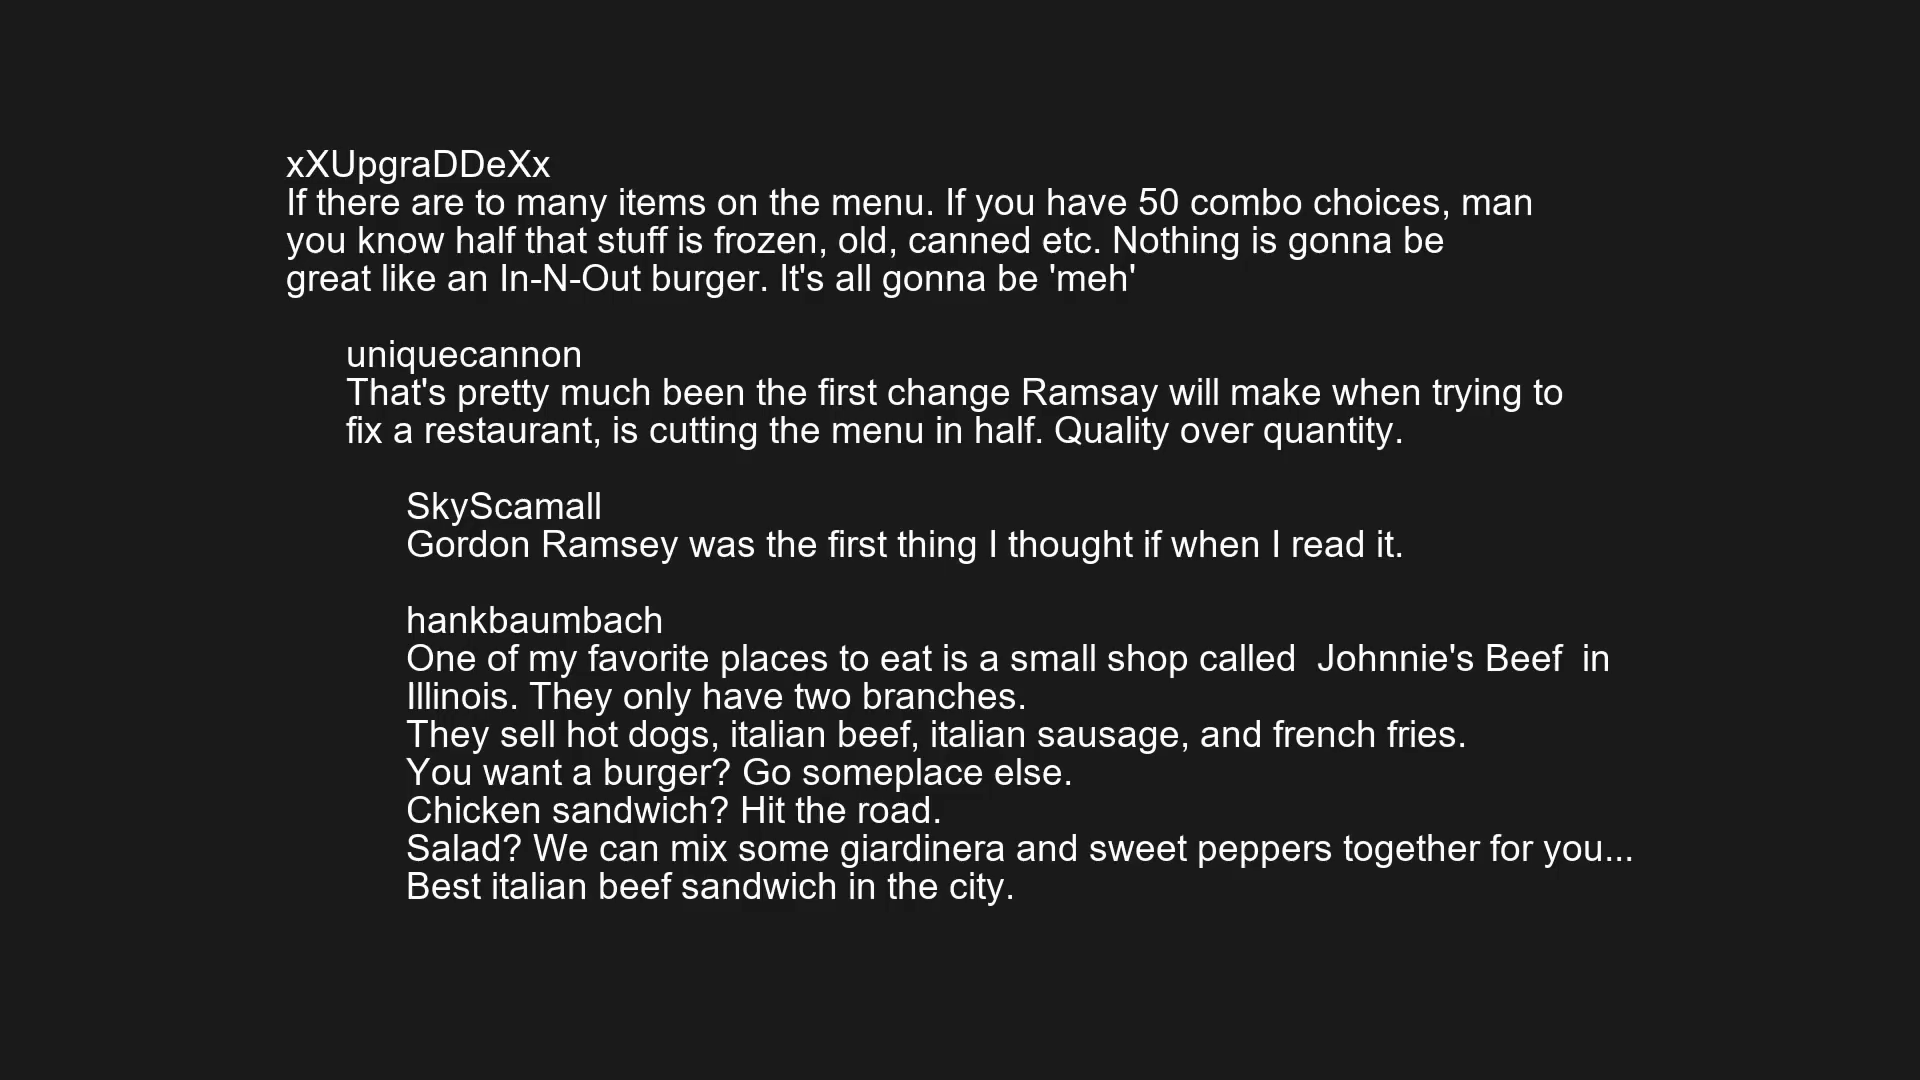 xXUpgraDDeXx
If there are to many items on the menu. If you have 50 combo choices, man
you know half that stuff is frozen, old, canned etc. Nothing is gonna be
great like an In-N-Out burger. It's all gonna be 'meh'
uniquecannon
That's pretty much been the first change Ramsay will make when trying to
fix a restaurant, is cutting the menu in half. Quality over quantity.
SkyScamall
Gordon Ramsey was the first thing I thought if when I read it.
hankbaumbach
One of my favorite places to eat is a small shop called  Johnnie's Beef  in
Illinois. They only have two branches.
They sell hot dogs, italian beef, italian sausage, and french fries.
You want a burger? Go someplace else.
Chicken sandwich? Hit the road.
Salad? We can mix some giardinera and sweet peppers together for you...
Best italian beef sandwich in the city.